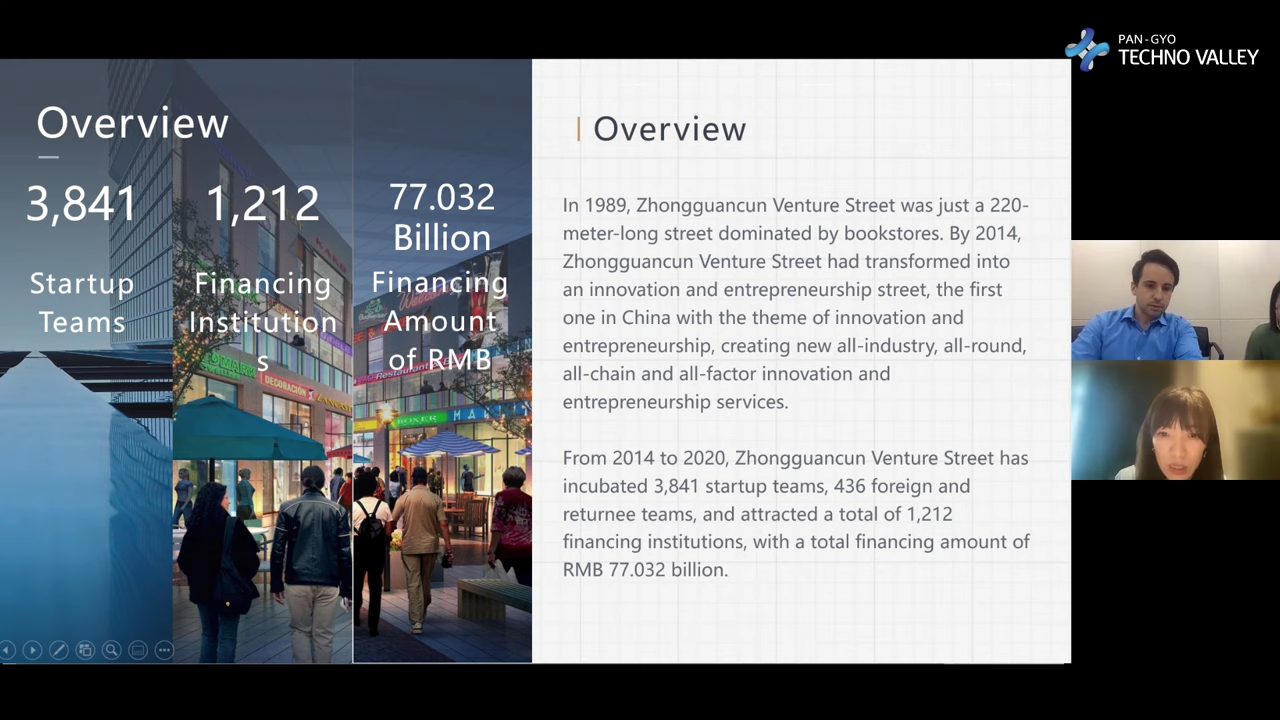 PAN-GYO
TECHNO VALLEY
Overview
3,841
Startup
Teams
1,212
Financing
Institution
s
77.032
Billion
Financing
Amount
of RMB
DECORACIÓN
BOXER
Restaurant
Overview
In 1989, Zhongguancun Venture Street was just a 220-
meter-long street dominated by bookstores. By 2014,
Zhongguancun Venture Street had transformed into
an innovation and entrepreneurship street, the first
one in China with the theme of innovation and
entrepreneurship, creating new all-industry, all-round,
all-chain and all-factor innovation and
entrepreneurship services.
From 2014 to 2020, Zhongguancun Venture Street has
incubated 3,841 startup teams, 436 foreign and
returnee teams, and attracted a total of 1,212
financing institutions, with a total financing amount of
RMB 77.032 billion.